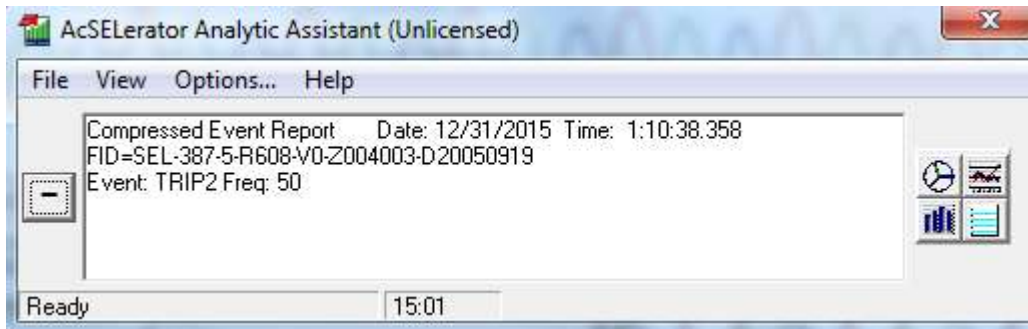 AcSELerator Analytic Assistant (Unlicensed)
File View Options... Help
Compressed Event Report Date: 12/31/2015 Time: 1:10:38.358
FID=SEL-387-5-R608-V0-Z004003-D20050919
Event: TRIP2 Freq: 50
Ready 15:01